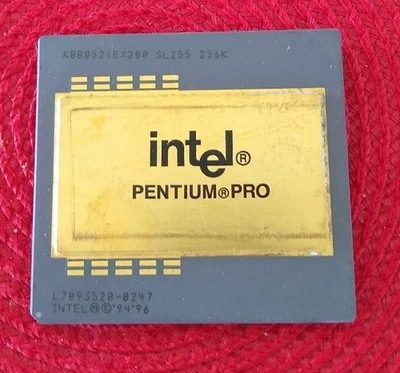 KB80521EX200 SL255 256K
intel®
PENTIUM®PRO
L7093520-0247
INTEL Ⓜ©'94'96